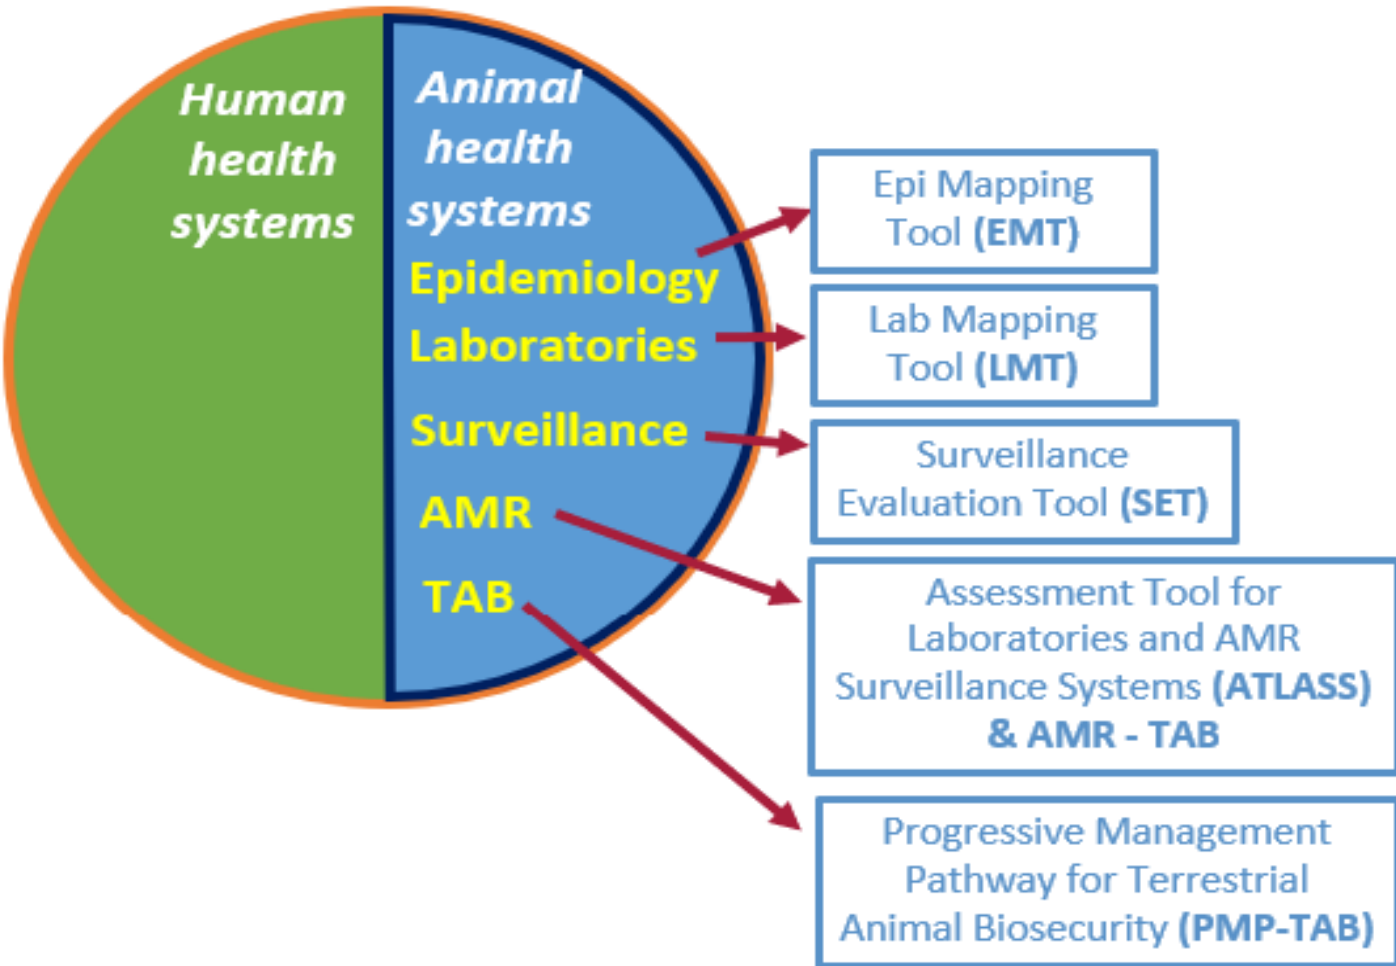 Human
health
systems
Animal
health
systems
Epidemiology
Laboratories
Surveillance
AMR
TAB
Epi Mapping
Tool (EMT)
Lab Mapping
Tool (LMT)
Surveillance
Evaluation Tool (SET)
Assessment Tool for
Laboratories and AMR
Surveillance Systems (ATLASS)
& AMR - TAB
Progressive Management
Pathway for Terrestrial
Animal Biosecurity (PMP-TAB)